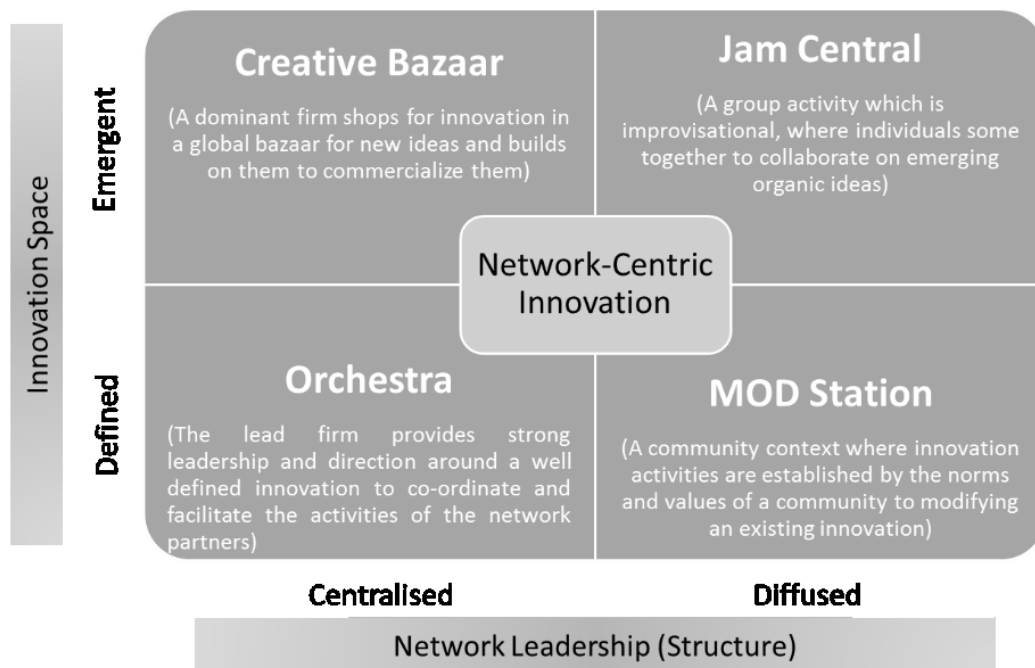 Innovation Space
Emergent
Defined
Creative Bazaar
(A dominant firm shops for innovation in
a global bazaar for new ideas and builds
on them to commercialize them)
Jam Central
(A group activity which is
improvisational, where individuals some
together to collaborate on emerging
organic ideas)
Network-Centric
Innovation
Orchestra
(The lead firm provides strong
leadership and direction around a well
defined innovation to co-ordinate and
facilitate the activities of the network
partners)
MOD Station
(A community context where innovation
activities are established by the norms
and values of a community to modifying
an existing innovation)
Centralised
Diffused
Network Leadership (Structure)